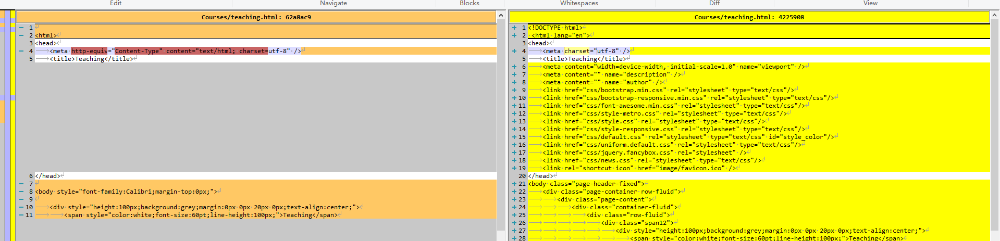 Edit Navigate Blocks Whitespaces Diff View
Courses/teaching.html: 62a8ac9
1
2 <html>
3 <head>
4 <meta http-equiv="Content-Type" content="text/html; charset=utf-8" />
5 <title>Teaching</title>
6 </head>
7
8 <body style="font-family:Calibri;margin-top:0px;">
9
10 <div style="height:100px;background:grey;margin:0px 0px 20px 0px;text-align:center;">
11 <span style="color:white;font-size:60pt;line-height:100px;">Teaching</span>
Courses/teaching.html: 4225908
1 <!DOCTYPE html>
2 <html lang="en">
3 <head>
4 <meta charset="utf-8" />
5 <title>Teaching</title>
6 <meta content="width=device-width, initial-scale=1.0" name="viewport" />
7 <meta content="" name="description" />
8 <meta content="" name="author" />
9 <link href="css/bootstrap.min.css" rel="stylesheet" type="text/css"/>
10 <link href="css/bootstrap-responsive.min.css" rel="stylesheet" type="text/css"/>
11 <link href="css/font-awesome.min.css" rel="stylesheet" type="text/css"/>
12 <link href="css/style-metro.css" rel="stylesheet" type="text/css"/>
13 <link href="css/style.css" rel="stylesheet" type="text/css"/>
14 <link href="css/style-responsive.css" rel="stylesheet" type="text/css"/>
15 <link href="css/default.css" rel="stylesheet" type="text/css" id="style_color"/>
16 <link href="css/uniform.default.css" rel="stylesheet" type="text/css"/>
17 <link href="css/jquery.fancybox.css" rel="stylesheet" />
18 <link href="css/news.css" rel="stylesheet" type="text/css"/>
19 <link rel="shortcut icon" href="image/favicon.ico" />
20 </head>
21 <body class="page-header-fixed">
22 <div class="page-container row-fluid">
23 <div class="page-content">
24 <div class="container-fluid">
25 <div class="row-fluid">
26 <div class="span12">
27 <div style="height:100px;background:grey;margin:0px 0px 20px 0px;text-align:center;">
28 <span style="color:white;font-size:60pt;line-height:100px;">Teaching</span>